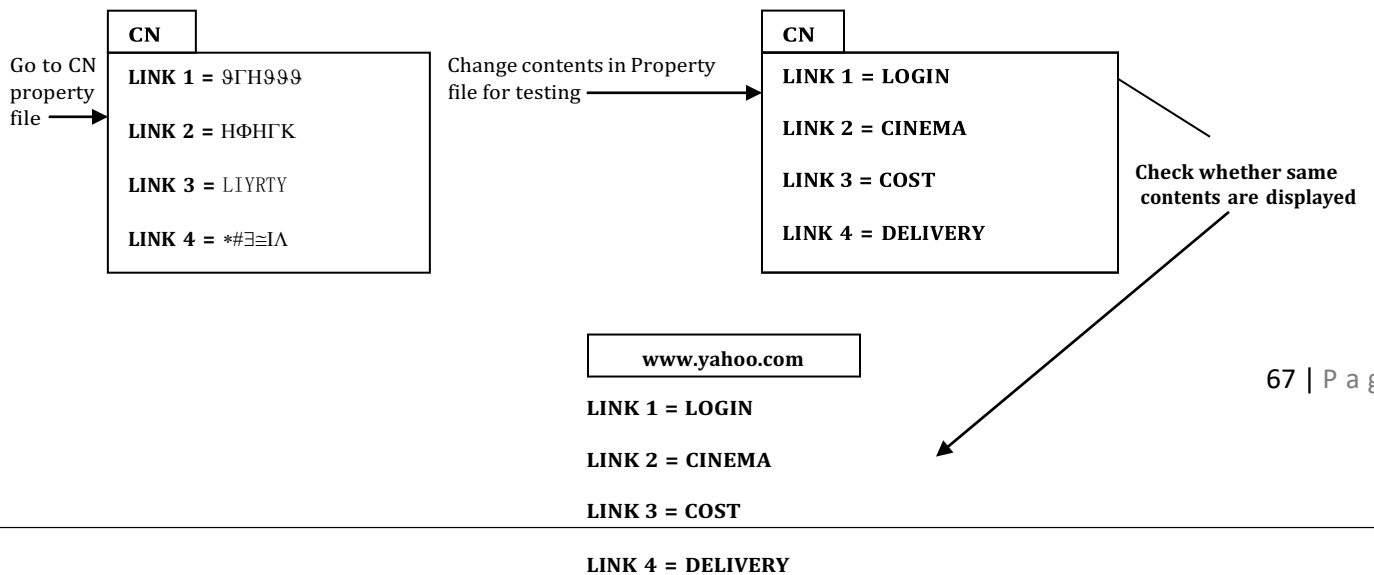 CN
Go to CN
property
file
LINK 1 = ϑΓΗϑϑϑ
LINK 2 = ΗΦΗΓΚ
LINK 3 = LIYRTY
LINK 4 = *#∃≅ΙΛ
Change contents in Property
file for testing
CN
LINK 1 = LOGIN
LINK 2 = CINEMA
LINK 3 = COST
LINK 4 = DELIVERY
Check whether same
contents are displayed
www.yahoo.com
LINK 1 = LOGIN
LINK 2 = CINEMA
LINK 3 = COST
LINK 4 = DELIVERY
67 | P a g